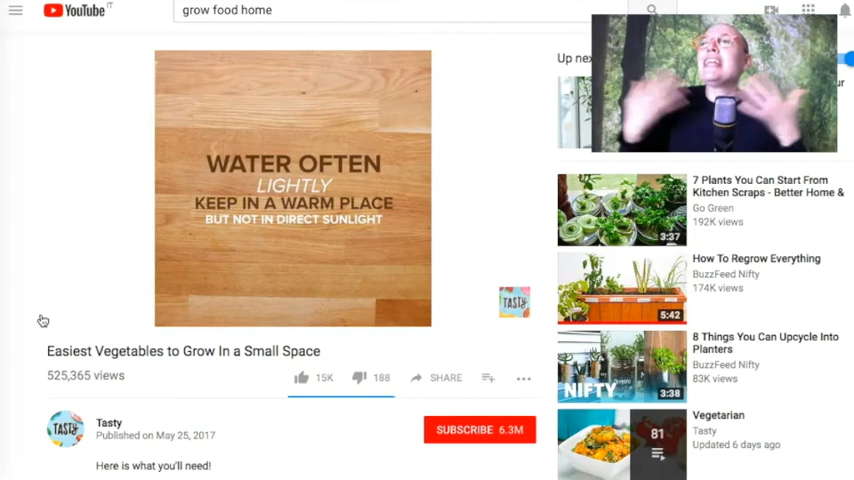 YouTube IT
grow food home
WATER OFTEN
LIGHTLY
KEEP IN A WARM PLACE
BUT NOT IN DIRECT SUNLIGHT
TASTY
Easiest Vegetables to Grow In a Small Space
525,365 views
15K
188
SHARE
TASTY
Tasty
Published on May 25, 2017
SUBSCRIBE 6.3M
Here is what you'll need!
Up nex
ur
3:37
7 Plants You Can Start From
Kitchen Scraps - Better Home &
Go Green
192K views
5:42
How To Regrow Everything
BuzzFeed Nifty
174K views
NIFTY
3:38
8 Things You Can Upcycle Into
Planters
BuzzFeed Nifty
83K views
81
Vegetarian
Tasty
Updated 6 days ago